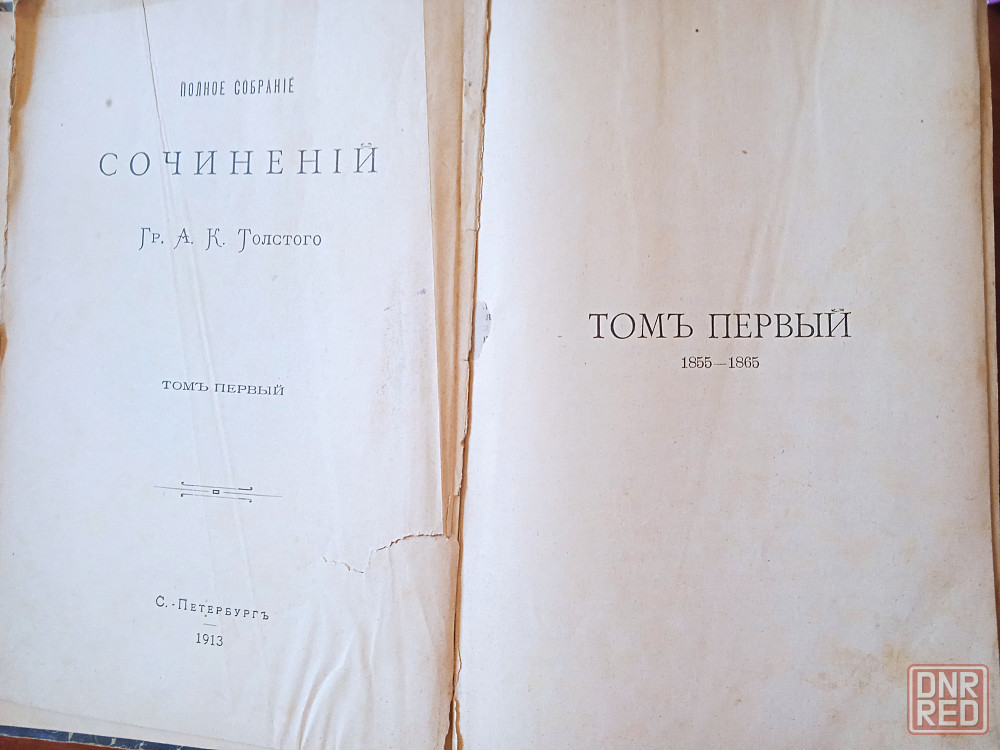 ПОЛНОЕ СОБРАНІЕ
СОЧИНЕНІЙ
ГР. А. К. ТОЛСТОГО
ТОМЪ ПЕРВЫЙ
С.-ПЕТЕРБУРГЪ
1913
ТОМЪ ПЕРВЫЙ
1855—1865
DNR
RED